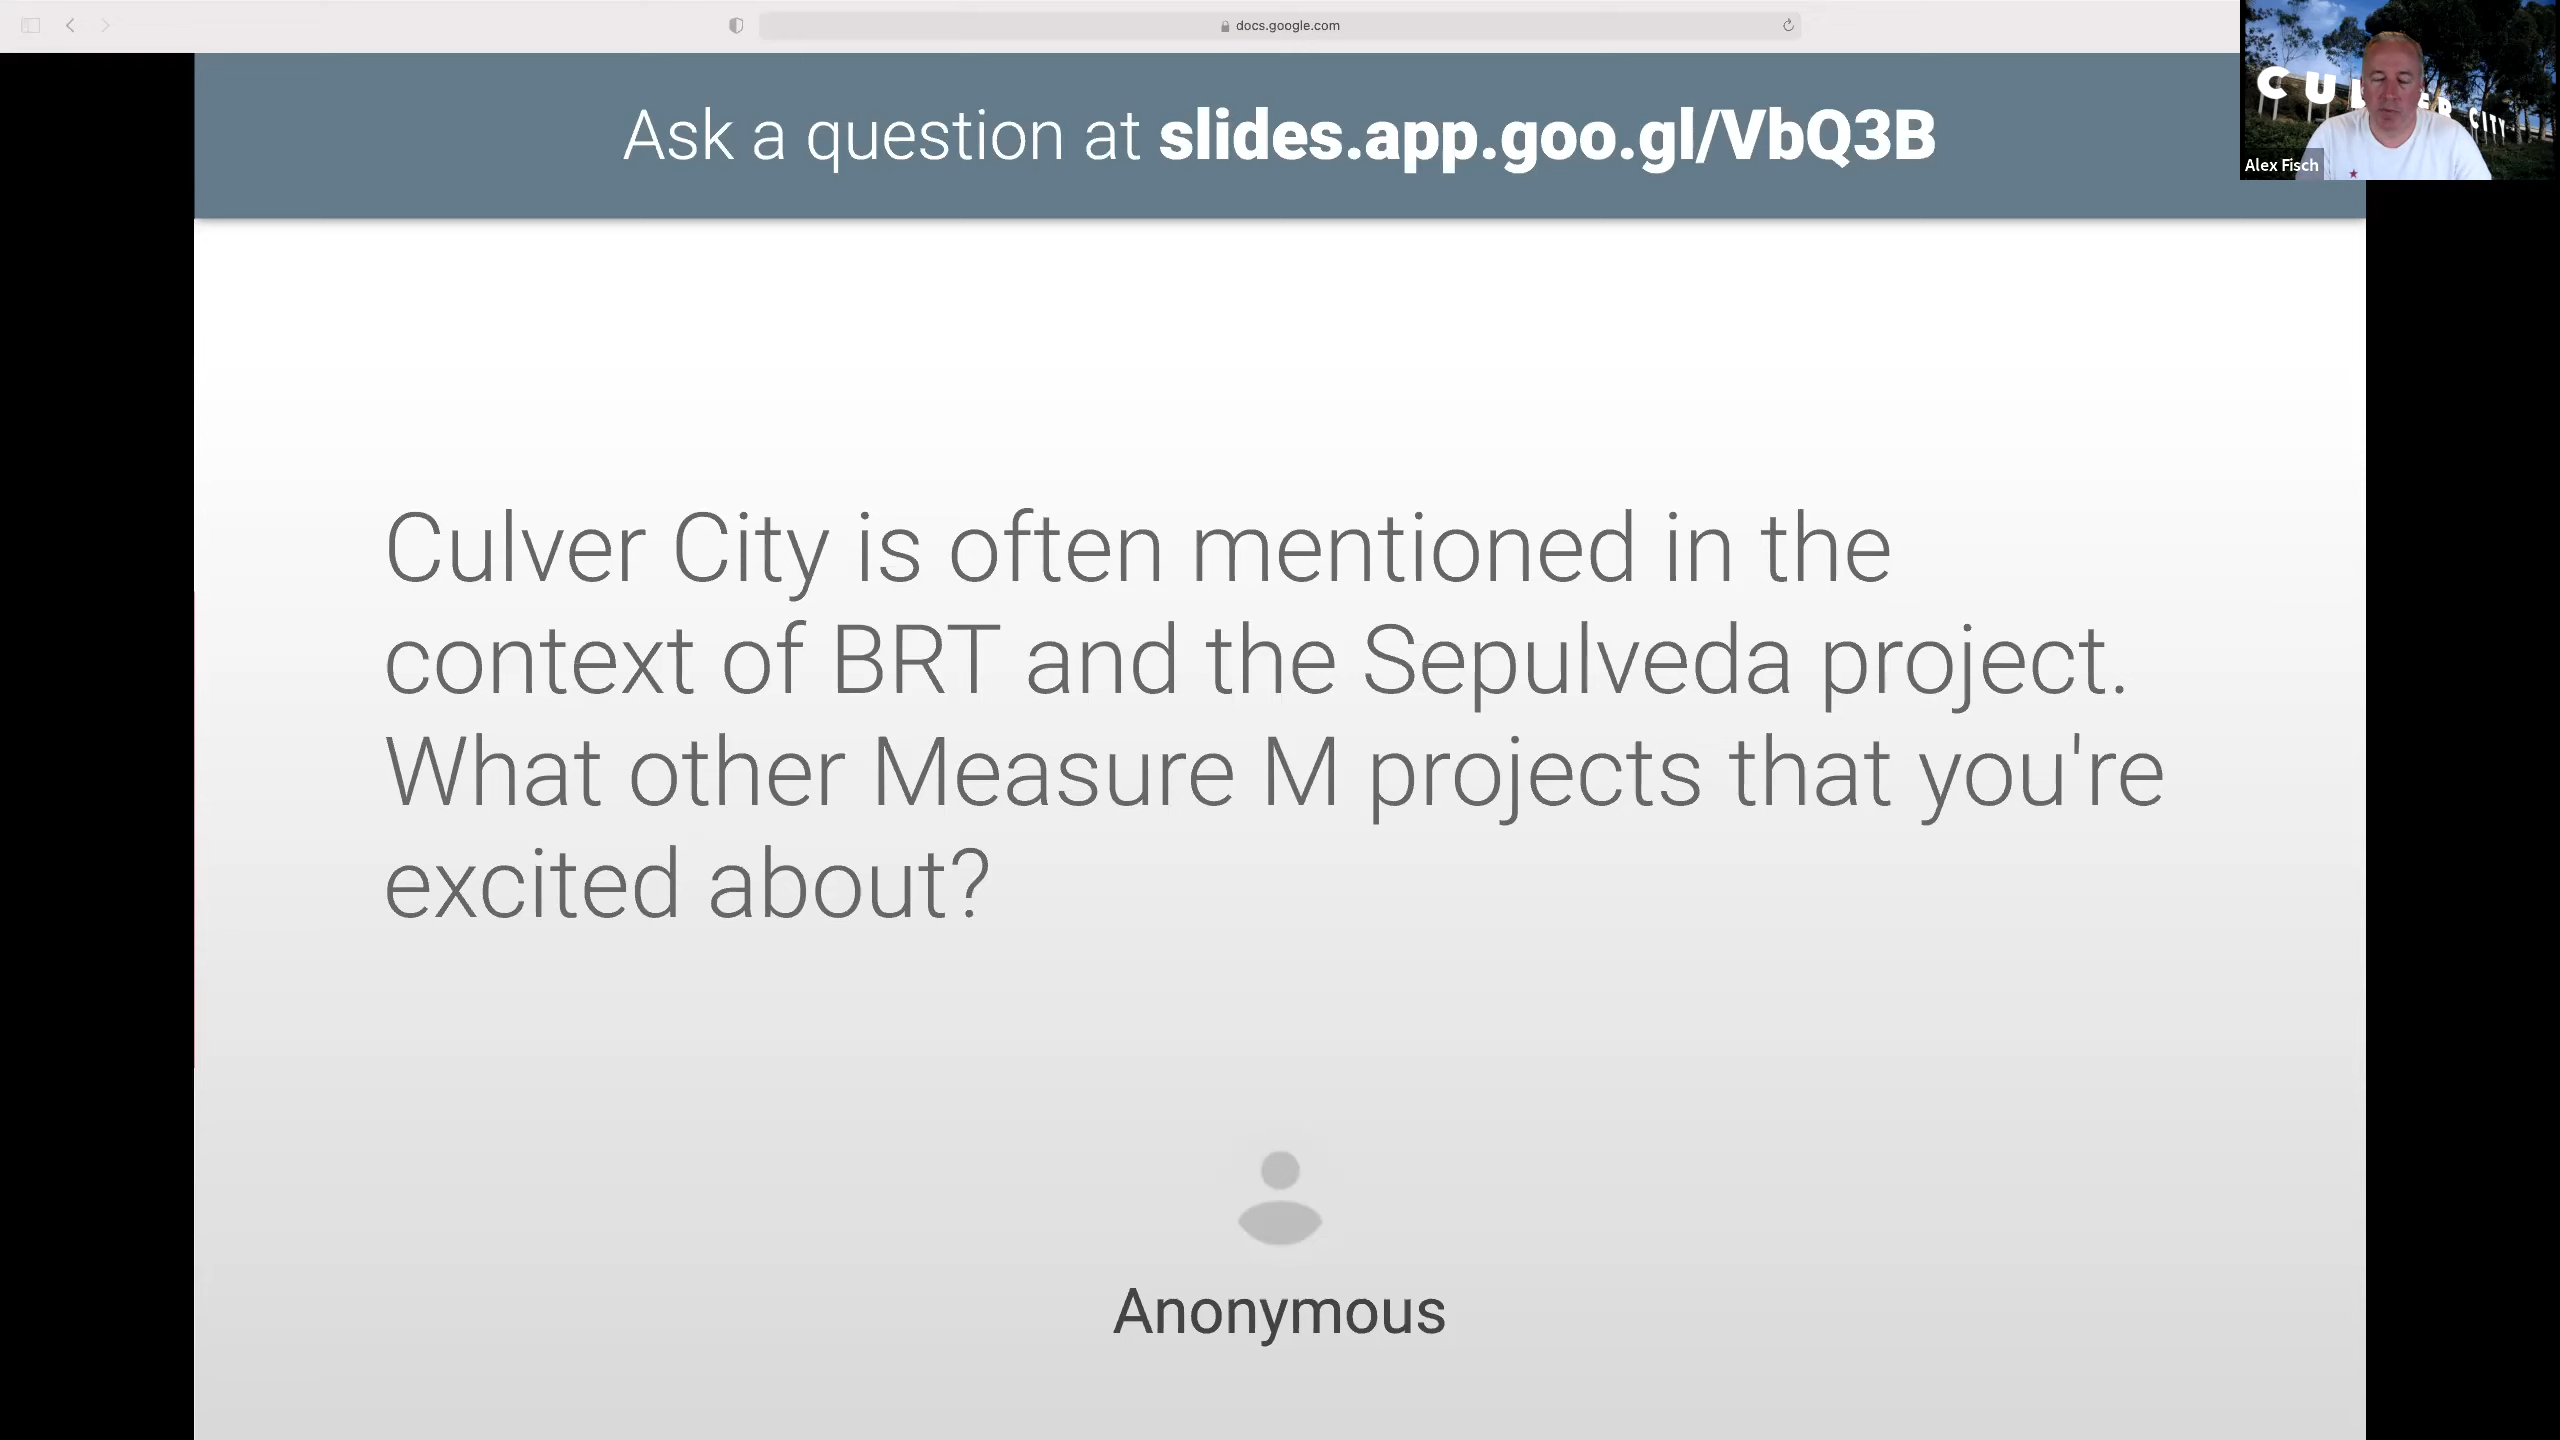 docs.google.com
Ask a question at slides.app.goo.gl/VbQ3B
Alex Fisch
Culver City is often mentioned in the
context of BRT and the Sepulveda project.
What other Measure M projects that you're
excited about?
Anonymous